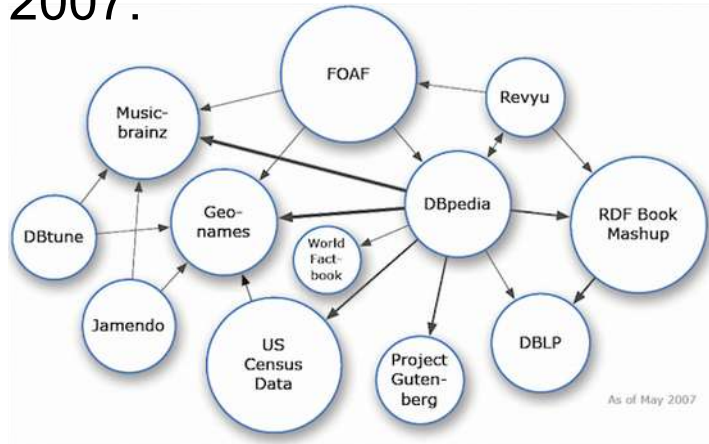 2007.
FOAF
Revyu
Music-
brainz
DBpedia
Geo-
names
RDF Book
Mashup
DBtune
World
Fact-
book
Jamendo
US
Census
Data
Project
Guten-
berg
DBLP
As of May 2007